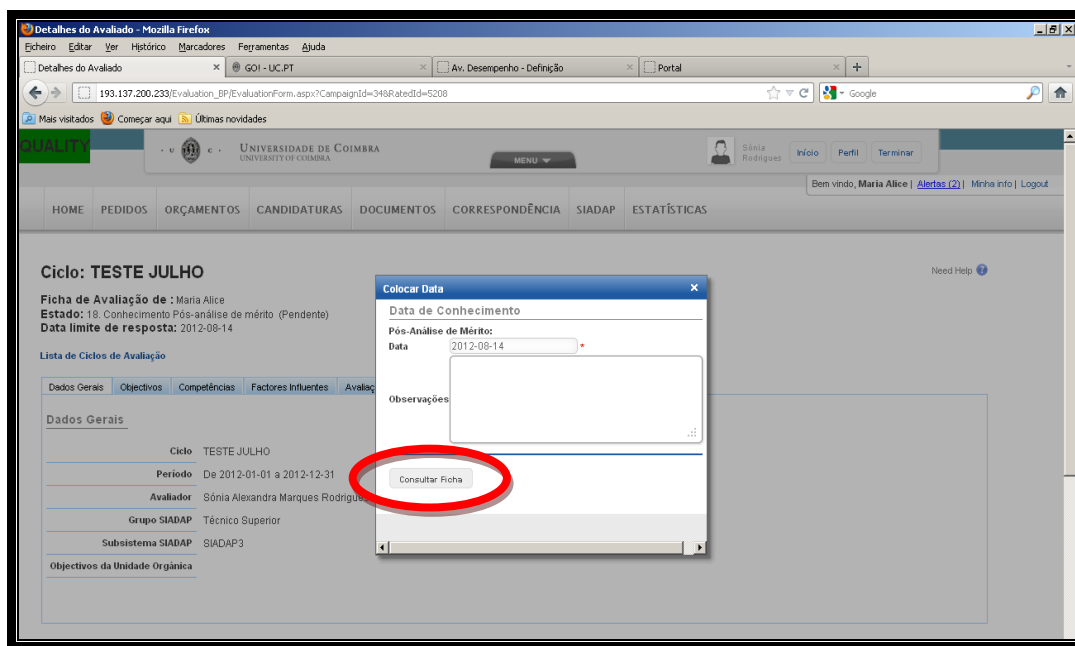 Detalhes do Avaliado - Mozilla Firefox
Ficheiro Editar Ver Histórico Marcadores Ferramentas Ajuda
Detalhes do Avaliado × GOI - UC.PT × Av. Desempenho - Definição × Portal × +
193.137.200.233/Evaluation_BP/EvaluationForm.aspx?CampaignId=348RatedId=5208 Google
Mais visitados Começar aqui Últimas novidades
QUALITY · U C · UNIVERSIDADE DE COIMBRA
UNIVERSITY OF COIMBRA
MENU
Sónia Rodrigues Início Perfil Terminar
Bem vindo, Maria Alice | Alertas (2) | Minha info | Logout
HOME PEDIDOS ORÇAMENTOS CANDIDATURAS DOCUMENTOS CORRESPONDÊNCIA SIADAP ESTATÍSTICAS
Ciclo: TESTE JULHO
Need Help ?
Ficha de Avaliação de : Maria Alice
Estado: 18. Conhecimento Pós-análise de mérito (Pendente)
Data limite de resposta: 2012-08-14
Lista de Ciclos de Avaliação
Dados Gerais Objectivos Competências Factores Influentes Avaliaç
Dados Gerais
Ciclo TESTE JULHO
Período De 2012-01-01 a 2012-12-31
Avaliador Sónia Alexandra Marques Rodrigues
Grupo SIADAP Técnico Superior
Subsistema SIADAP SIADAP3
Objectivos da Unidade Orgânica
Colocar Data ×
Data de Conhecimento
Pós-Análise de Mérito:
Data 2012-08-14 *
Observações
Consultar Ficha